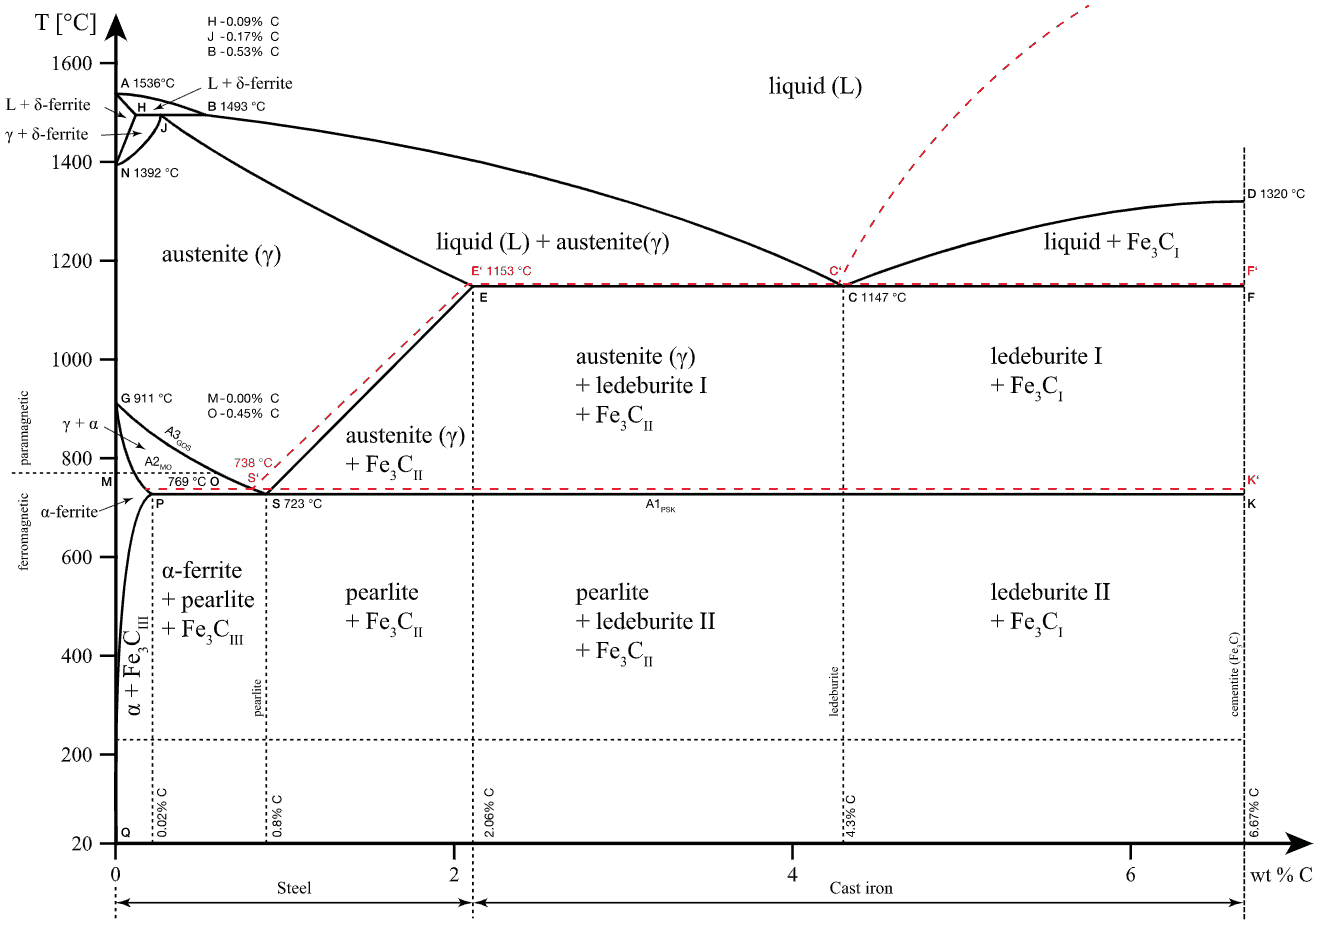 T [°C]
H -0.09% C
J -0.17% C
B -0.53% C
1600
A 1536°C
L + δ-ferrite
liquid (L)
L + δ-ferrite
H
B 1493 °C
γ + δ-ferrite
J
1400
N 1392 °C
D 1320 °C
austenite (γ)
liquid (L) + austenite(γ)
liquid + Fe3CI
1200
E' 1153 °C
C'
F'
E
C 1147 °C
F
1000
austenite (γ)
+ ledeburite I
+ Fe3CII
ledeburite I
+ Fe3CI
G 911 °C
M -0.00% C
O -0.45% C
paramagnetic
γ + α
A3GOS
austenite (γ)
+ Fe3CII
800
A2MO
738 °C
M
769 °C O
S'
K'
ferromagnetic
α-ferrite
P
S 723 °C
A1PSK
K
600
α-ferrite
+ pearlite
+ Fe3CIII
pearlite
+ Fe3CII
pearlite
+ ledeburite II
+ Fe3CII
ledeburite II
+ Fe3CI
400
α + Fe3CIII
pearlite
ledeburite
cementite (Fe3C)
200
Q
0.02% C
0.8% C
2.06% C
4.3% C
6.67% C
20
0
2
4
6
wt % C
Steel
Cast iron